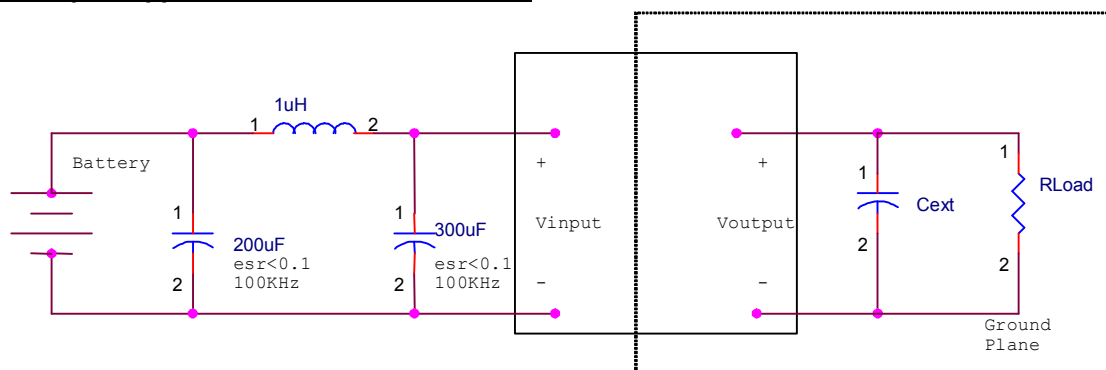 1uH
1 2
Battery
1
200uF
esr<0.1
100KHz
2
1
300uF
esr<0.1
100KHz
2
+
Vinput
-
+
Voutput
-
1
Cext
2
1
RLoad
2
Ground
Plane